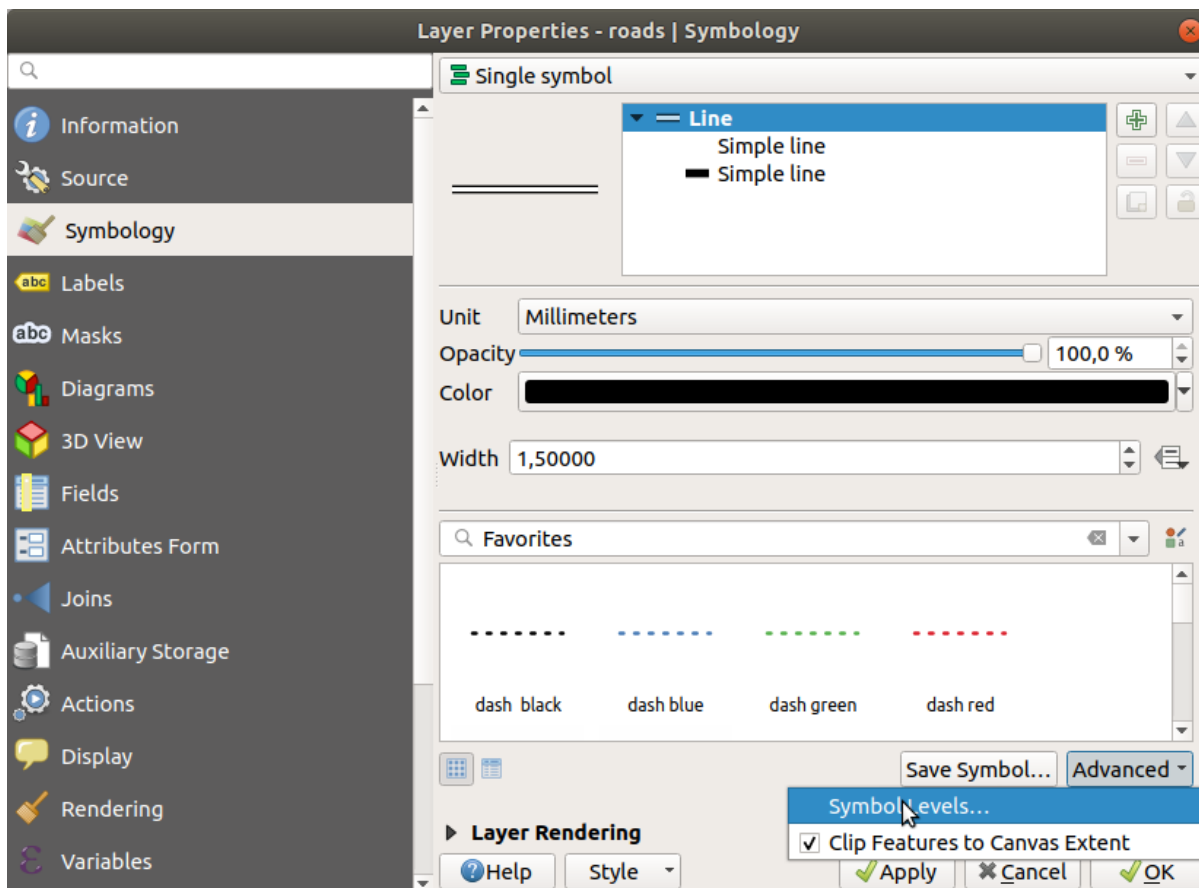 Layer Properties - roads | Symbology
Single symbol
Information
Source
Symbology
abc Labels
abc Masks
Diagrams
3D View
Fields
Attributes Form
Joins
Auxiliary Storage
Actions
Display
Rendering
Variables
Line
Simple line
Simple line
Unit Millimeters
Opacity 100,0 %
Color
Width 1,50000
Favorites
dash black dash blue dash green dash red
Save Symbol... Advanced
Symbol Levels...
Clip Features to Canvas Extent
Layer Rendering
Help Style Apply Cancel OK